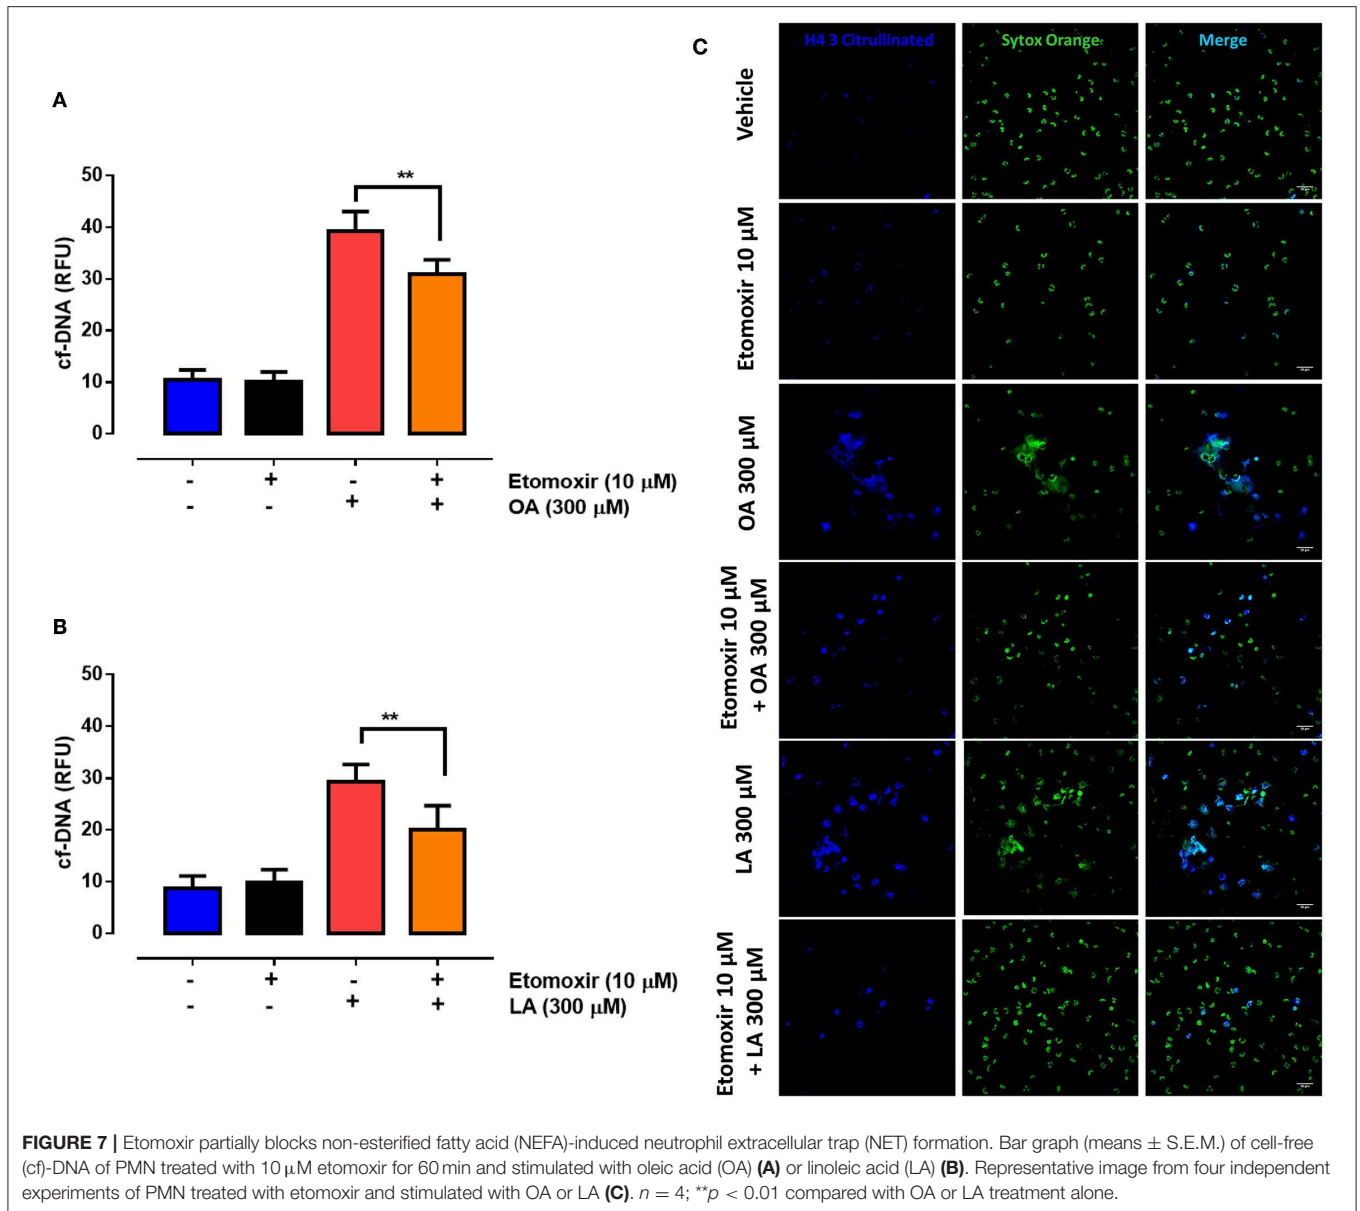 A
50
40
30
20
10
0
cf-DNA (RFU)
**
- + - + Etomoxir (10 µM)
- - + + OA (300 µM)
B
50
40
30
20
10
0
cf-DNA (RFU)
**
- + - + Etomoxir (10 µM)
- - + + LA (300 µM)
C
H4 3 Citrullinated Sytox Orange Merge
Vehicle
Etomoxir 10 µM
OA 300 µM
Etomoxir 10 µM
+ OA 300 µM
LA 300 µM
Etomoxir 10 µM
+ LA 300 µM
FIGURE 7 | Etomoxir partially blocks non-esterified fatty acid (NEFA)-induced neutrophil extracellular trap (NET) formation. Bar graph (means ± S.E.M.) of cell-free
(cf)-DNA of PMN treated with 10 µM etomoxir for 60 min and stimulated with oleic acid (OA) (A) or linoleic acid (LA) (B). Representative image from four independent
experiments of PMN treated with etomoxir and stimulated with OA or LA (C). n = 4; **p < 0.01 compared with OA or LA treatment alone.